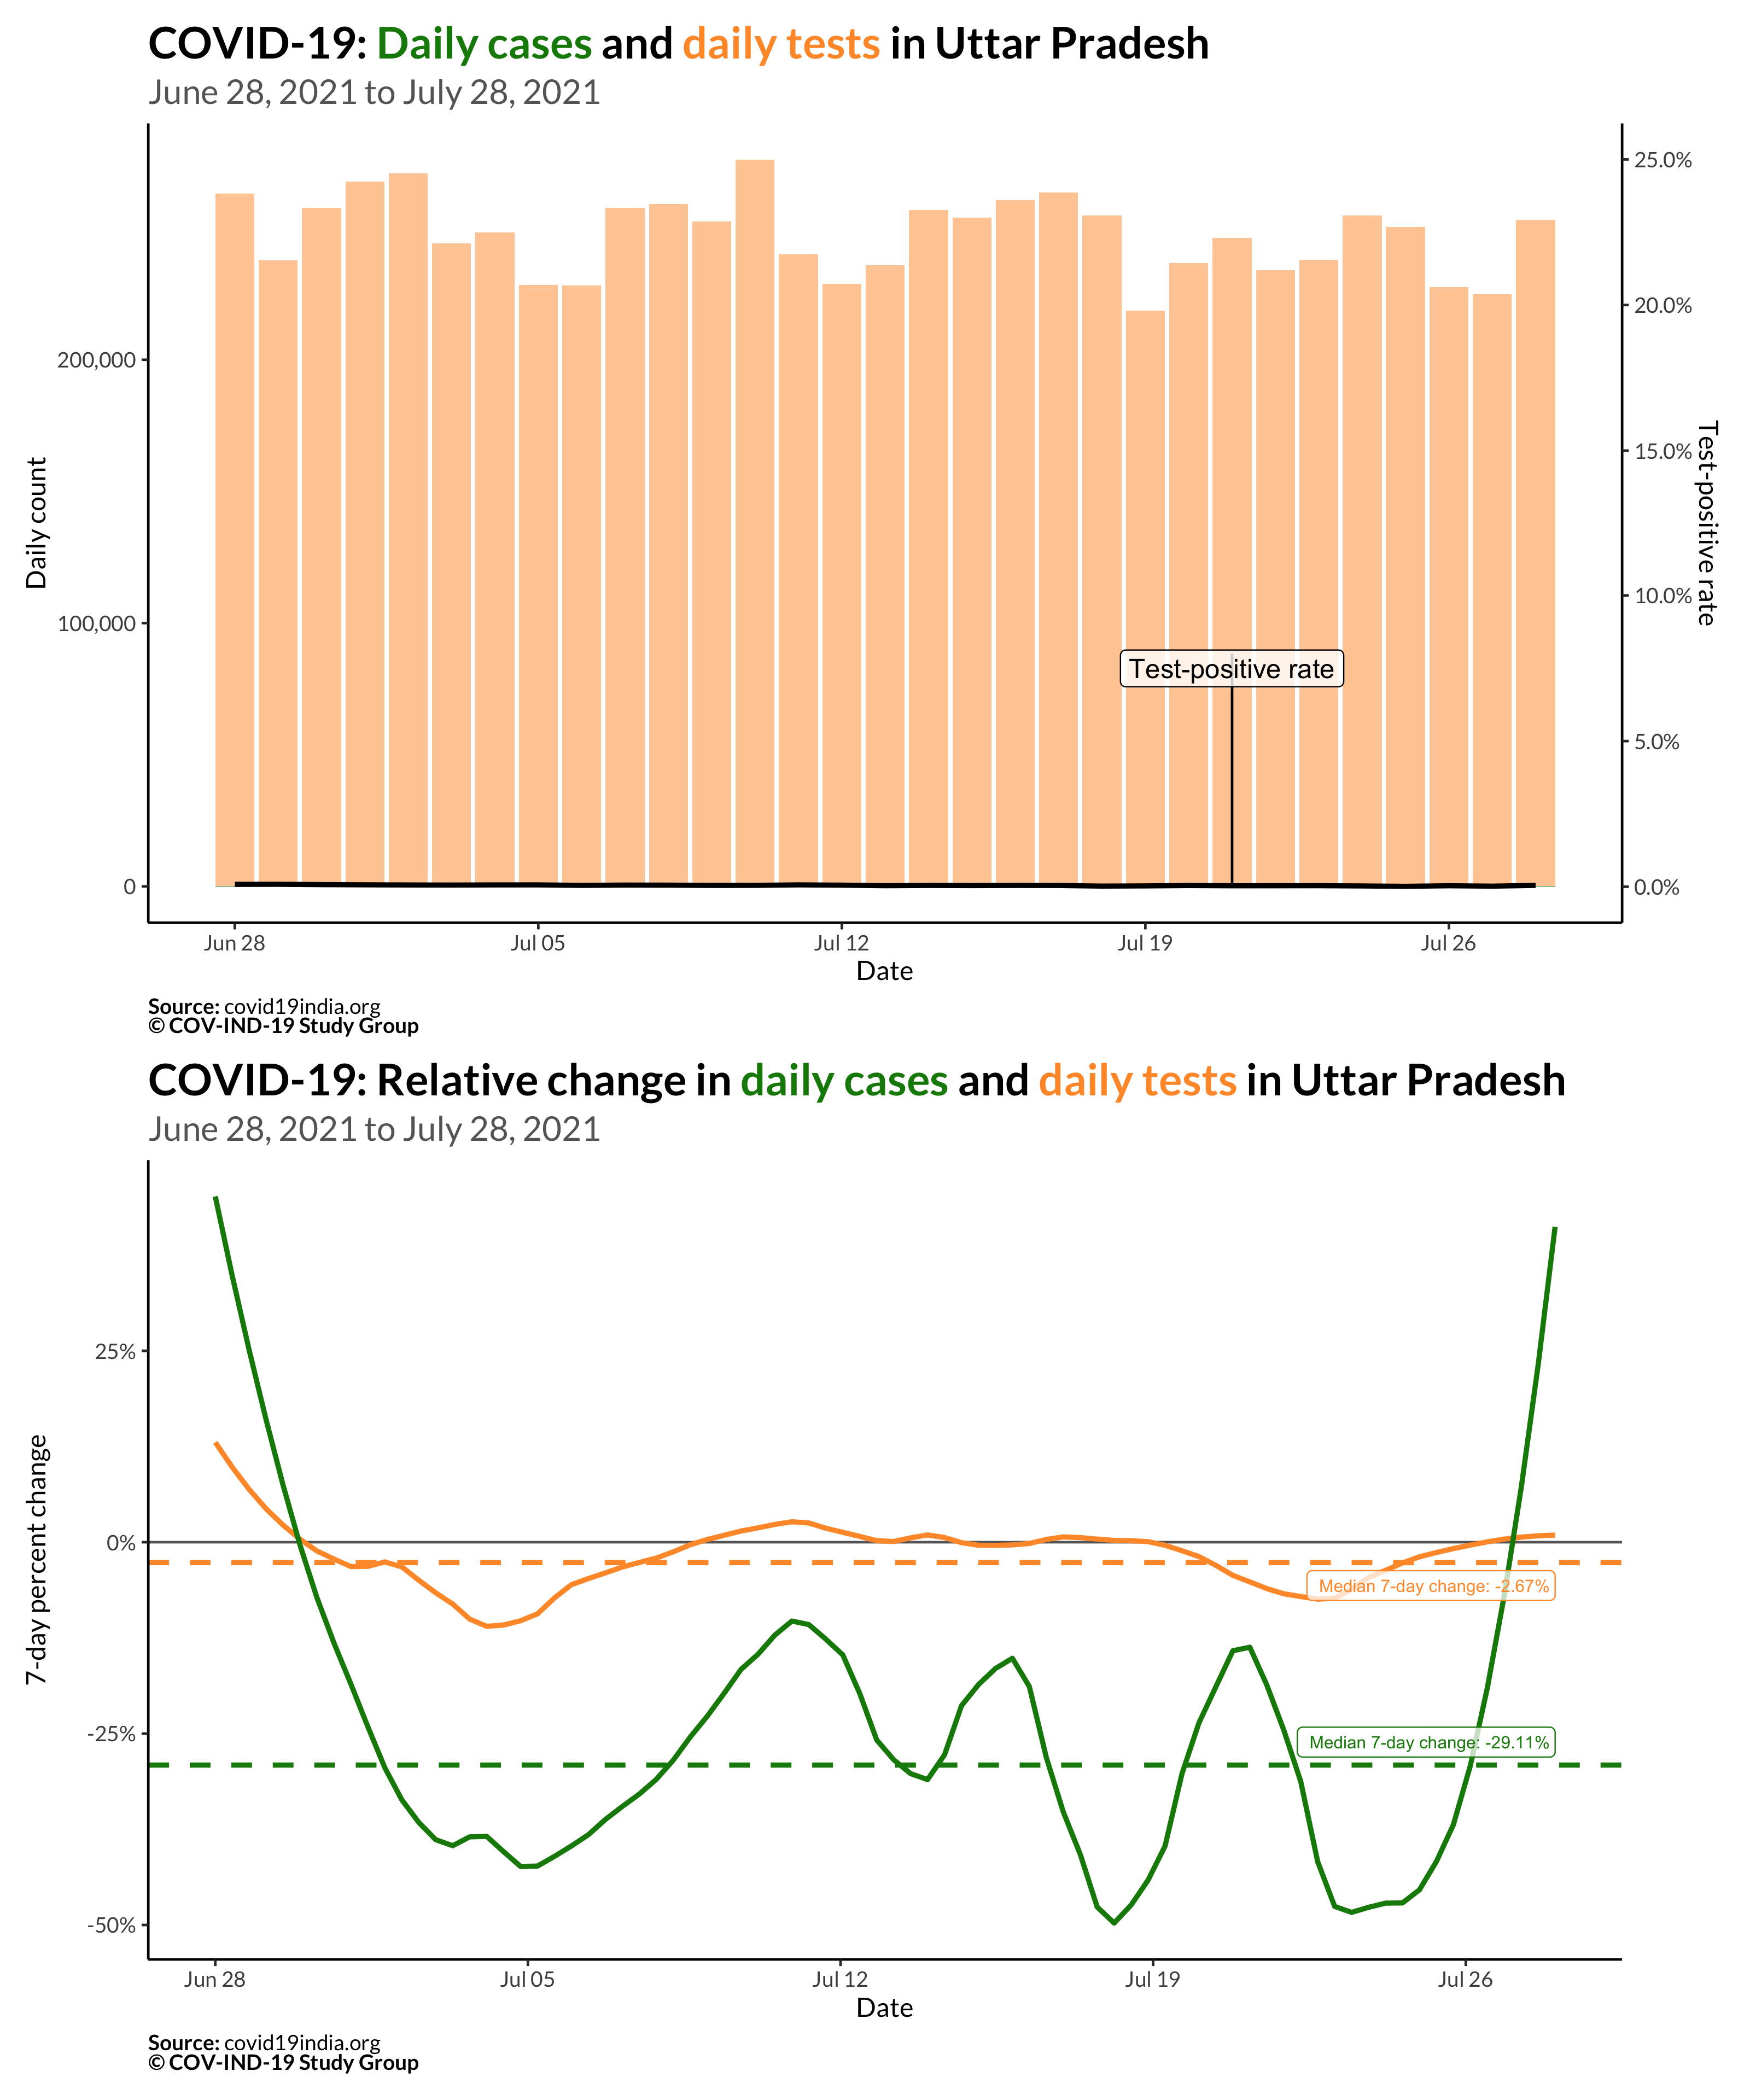 COVID-19: Daily cases and daily tests in Uttar Pradesh
June 28, 2021 to July 28, 2021
Daily count
200,000
100,000
0
25.0%
20.0%
15.0%
10.0%
5.0%
0.0%
Test-positive rate
Test-positive rate
Jun 28
Jul 05
Jul 12
Jul 19
Jul 26
Date
Source: covid19india.org
© COV-IND-19 Study Group
COVID-19: Relative change in daily cases and daily tests in Uttar Pradesh
June 28, 2021 to July 28, 2021
7-day percent change
25%
0%
-25%
-50%
Median 7-day change: -2.67%
Median 7-day change: -29.11%
Jun 28
Jul 05
Jul 12
Jul 19
Jul 26
Date
Source: covid19india.org
© COV-IND-19 Study Group